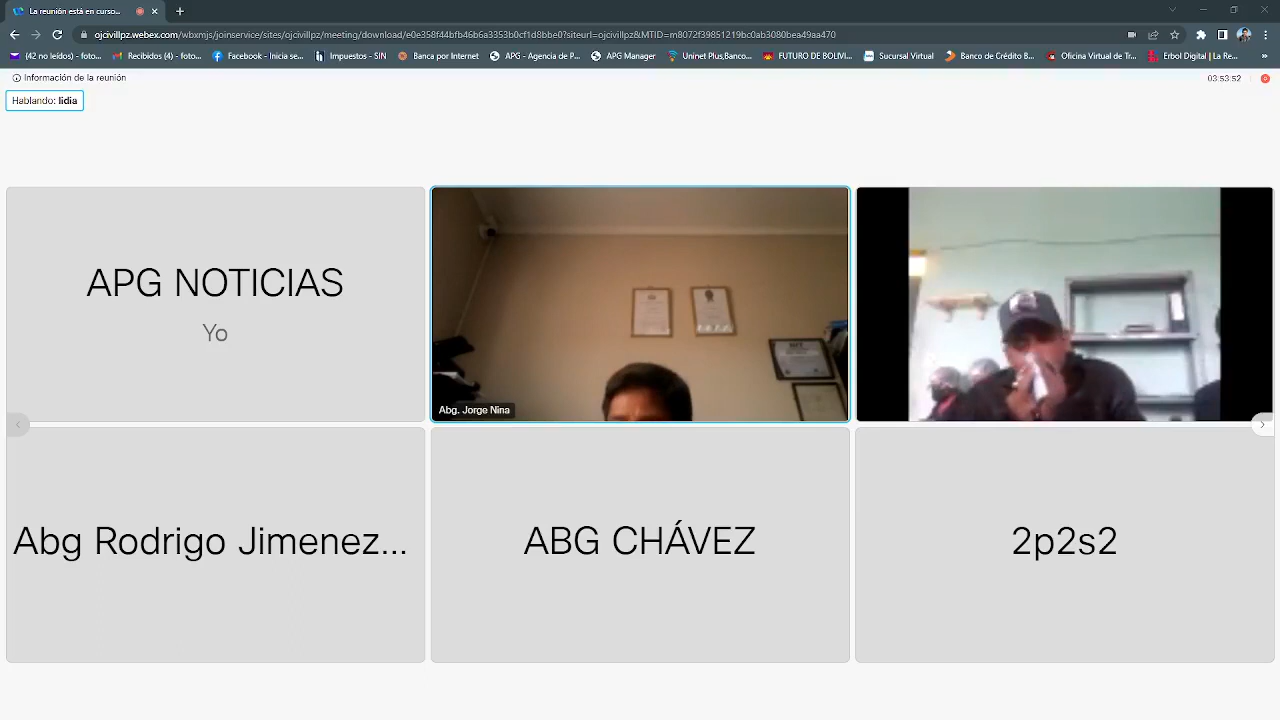 La reunión está en curso...
ojcivillpz.webex.com/wbxmjs/joinservice/sites/ojcivillpz/meeting/download/e0e358f44f1b46b6a3353d0cf1d6bbe0?siteurl=ojcivillpz&MTID=m8072f39851219bc0ab3080bea49aa470
(42 no leídos) - foto...
Recibidos (4) - foto...
Facebook - Inicia se...
Impuestos - SIN
Banca por Internet
APG - Agencia de P...
APG Manager
Uninet Plus,Banco...
FUTURO DE BOLIVI...
Sucursal Virtual
Banco de Crédito B...
Oficina Virtual de Tr...
Erbol Digital | La Re...
»
Información de la reunión
03:53:52
Hablando: lidia
APG NOTICIAS
Yo
Abg. Jorge Nina
Abg Rodrigo Jimenez...
ABG CHÁVEZ
2p2s2